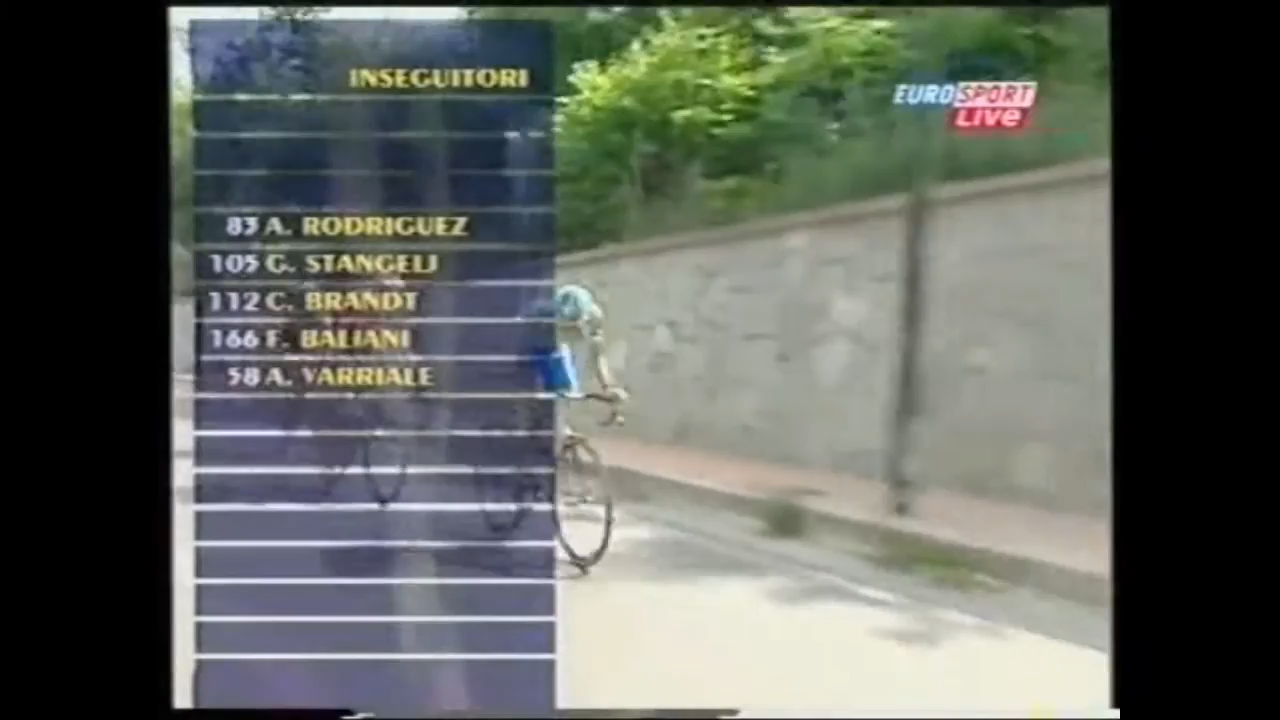 INSEGUITORI
EUROSPORT
LIVE
83 A. RODRIGUEZ
105 G. STANGELJ
112 C. BRANDT
166 F. BALIANI
58 A. VARRIALE